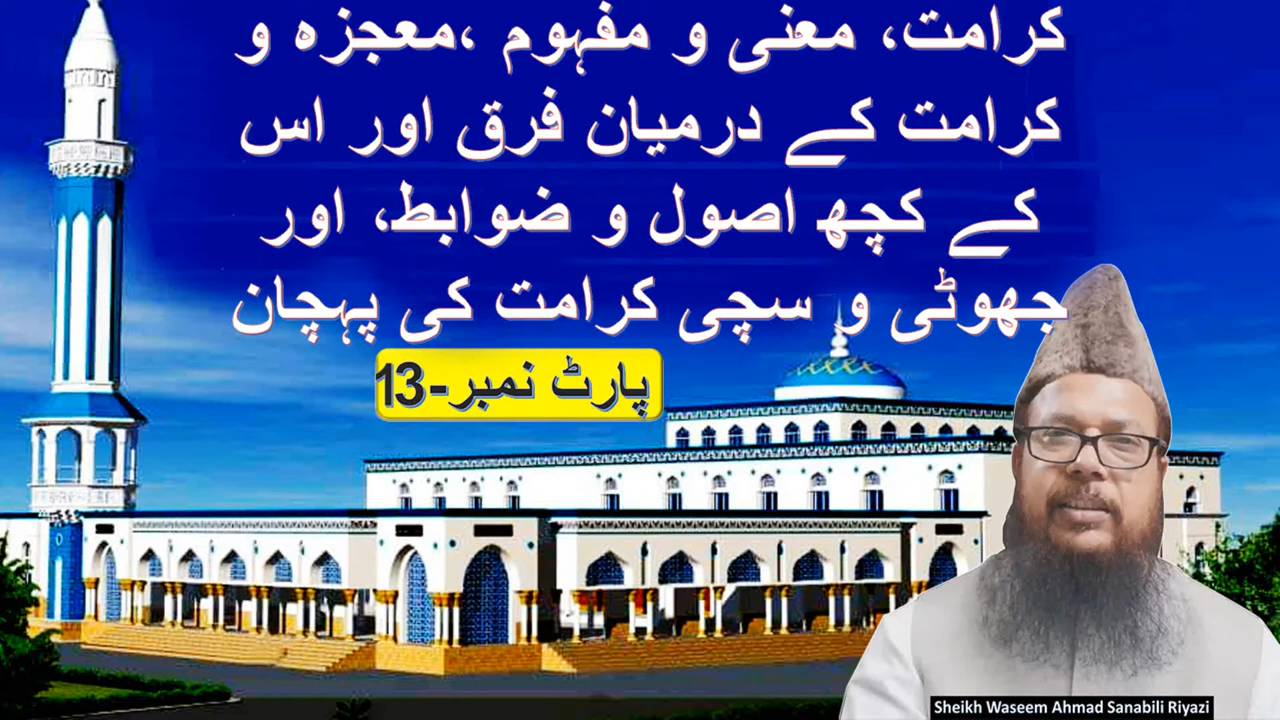 کرامت، معنی و مفہوم ،معجزہ و
کرامت کے درمیان فرق اور اس
کے کچھ اصول و ضوابط، اور
جھوٹی و سچی کرامت کی پہچان
پارٹ نمبر-13
Sheikh Waseem Ahmad Sanabili Riyazi